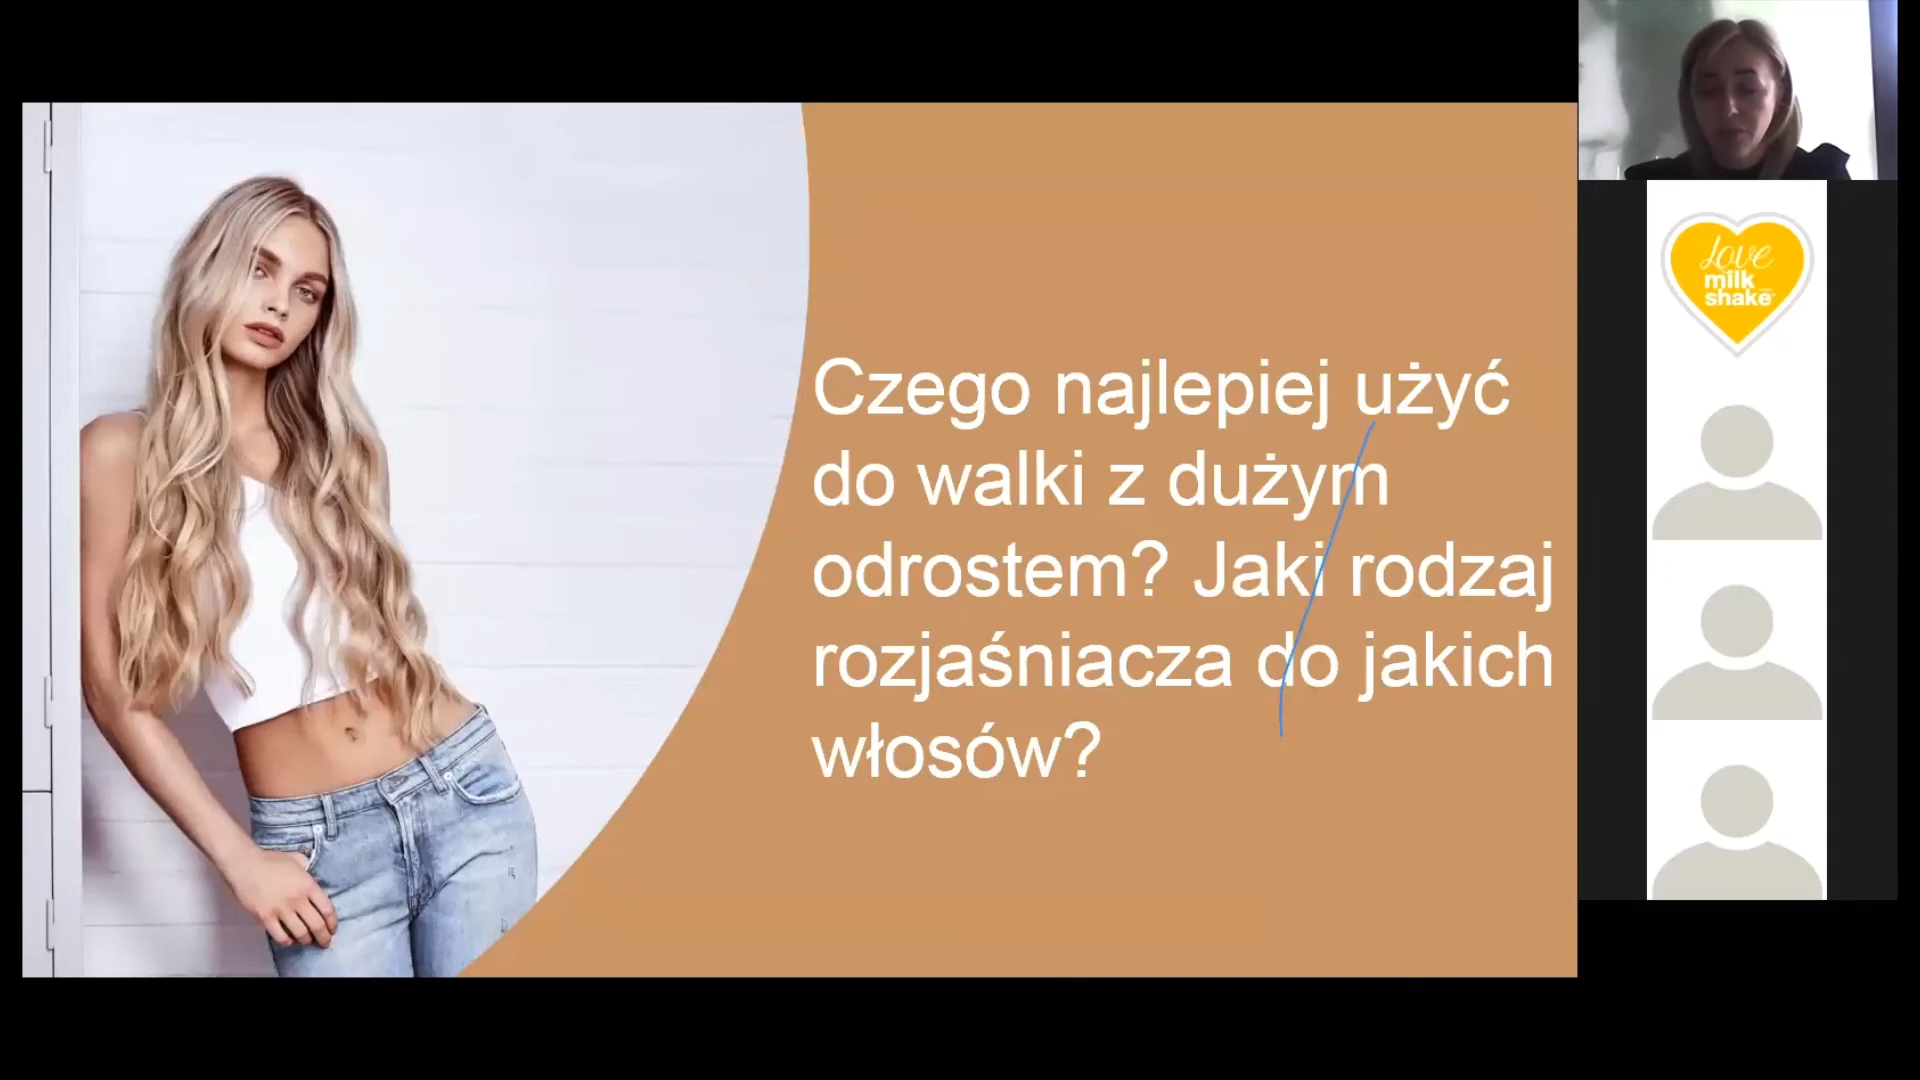 Czego najlepiej użyć
do walki z dużym
odrostem? Jaki rodzaj
rozjaśniacza do jakich
włosów?
Love
milk
shake